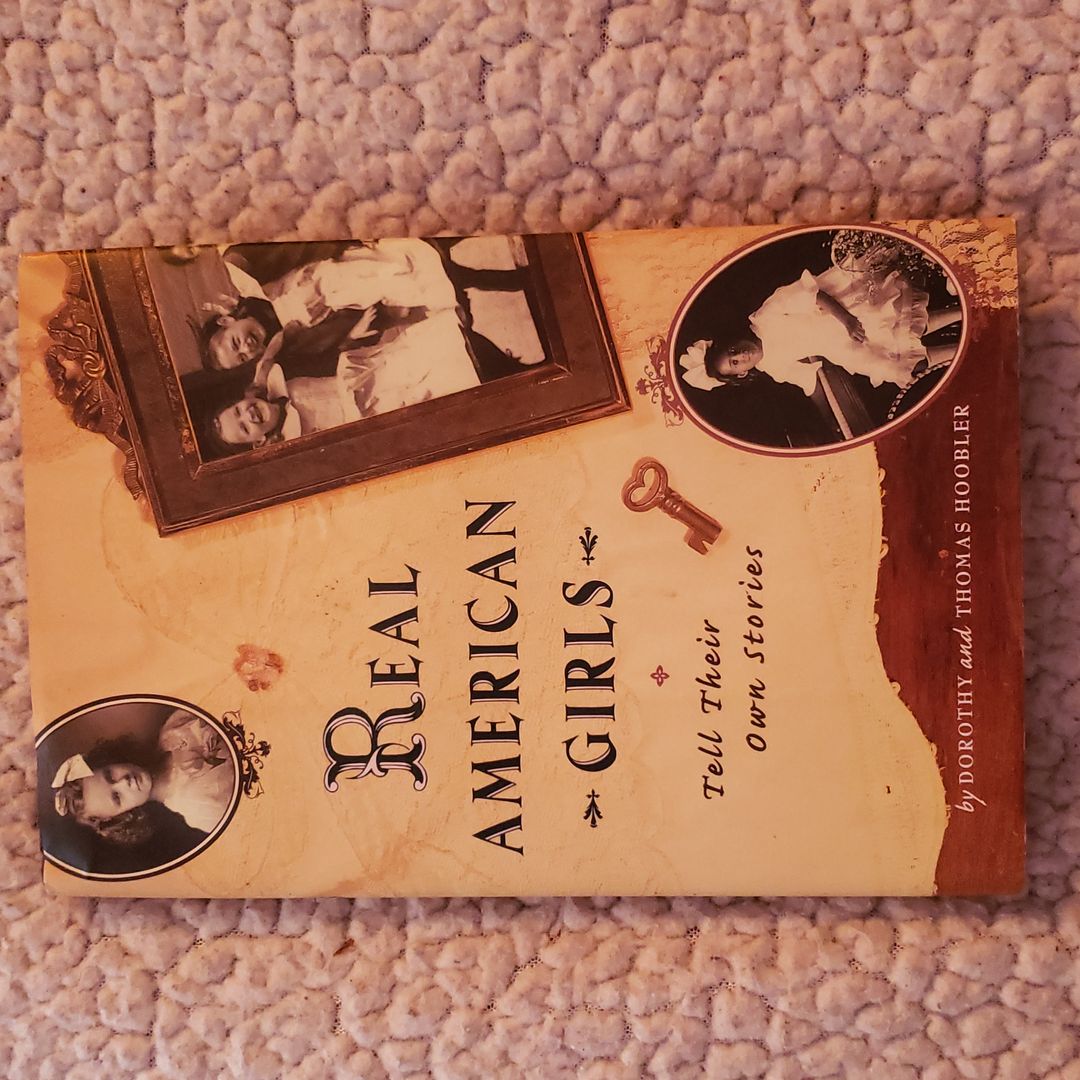 REAL
AMERICAN
GIRLS
Tell Their
Own Stories
by DOROTHY and THOMAS HOOBLER